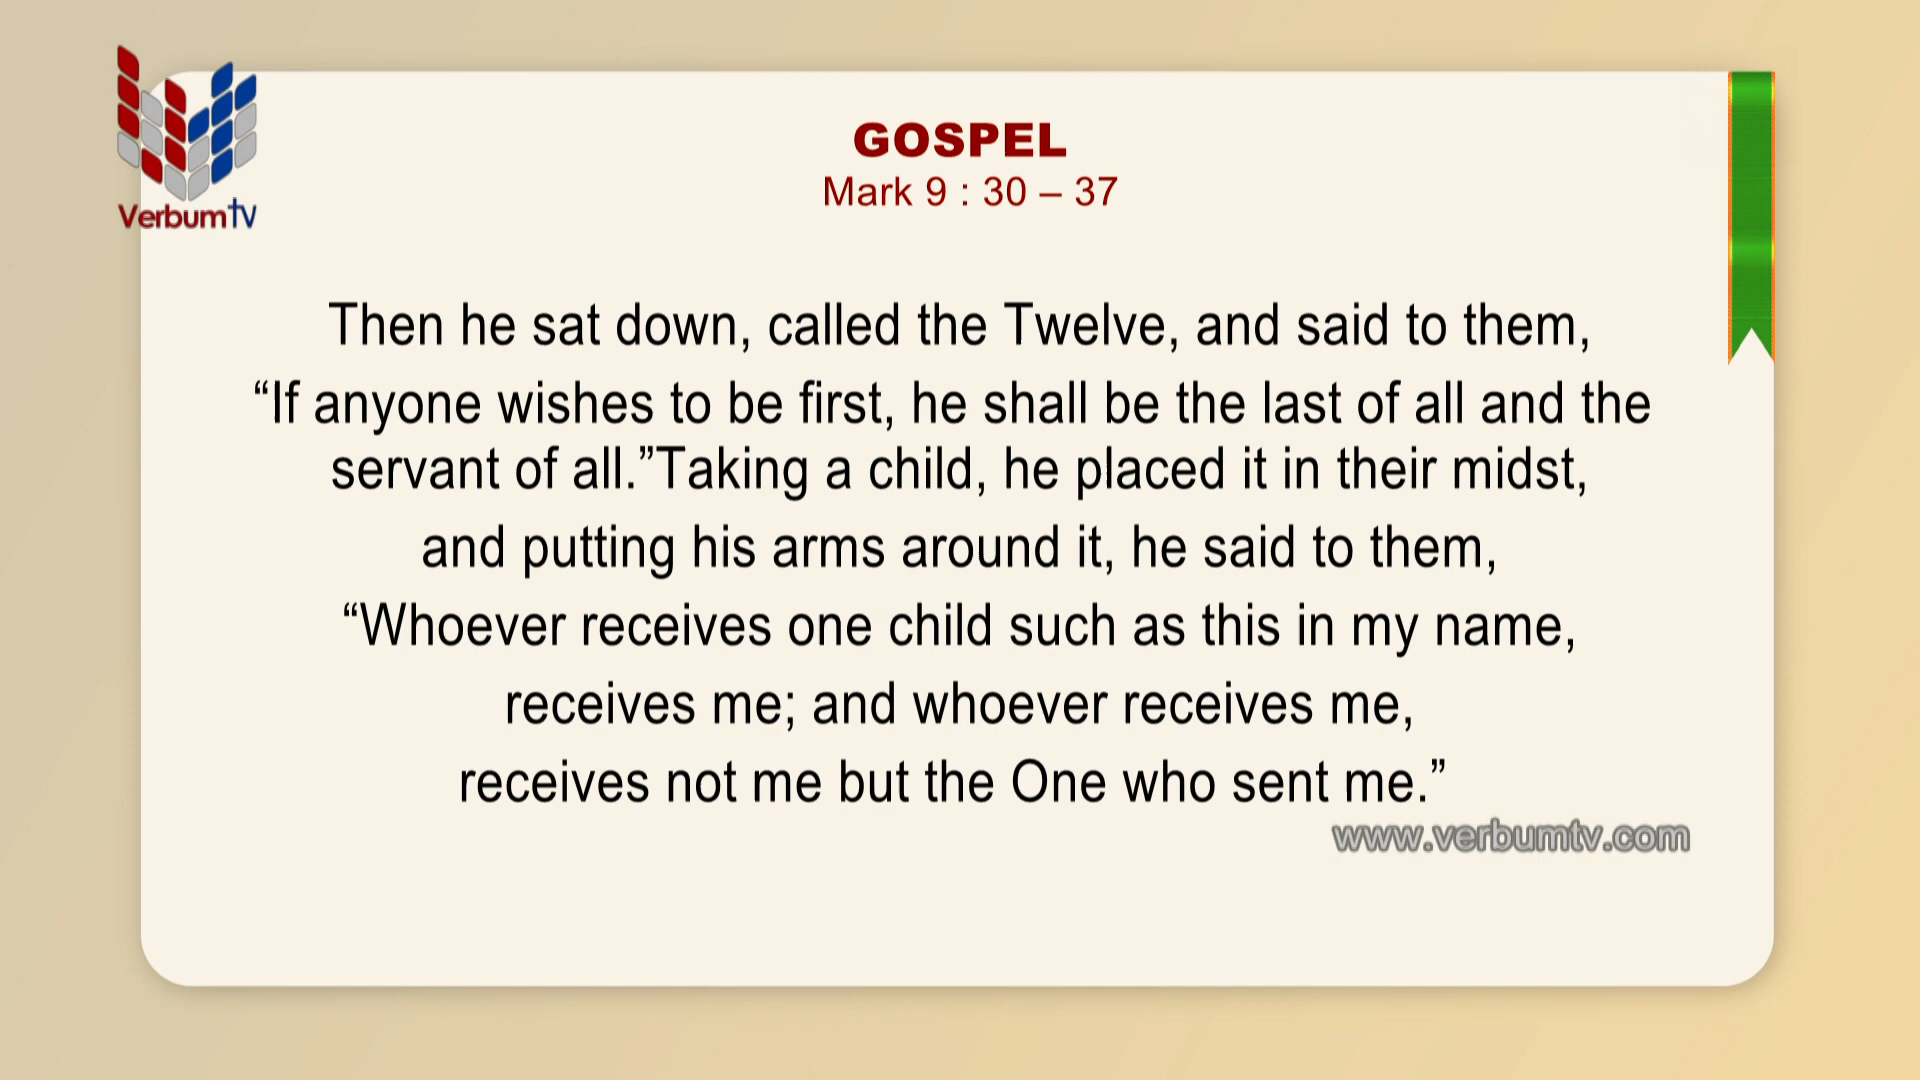 VerbumTV
GOSPEL
Mark 9 : 30 – 37
Then he sat down, called the Twelve, and said to them,
“If anyone wishes to be first, he shall be the last of all and the
servant of all.”Taking a child, he placed it in their midst,
and putting his arms around it, he said to them,
“Whoever receives one child such as this in my name,
receives me; and whoever receives me,
receives not me but the One who sent me.”
www.verbumtv.com